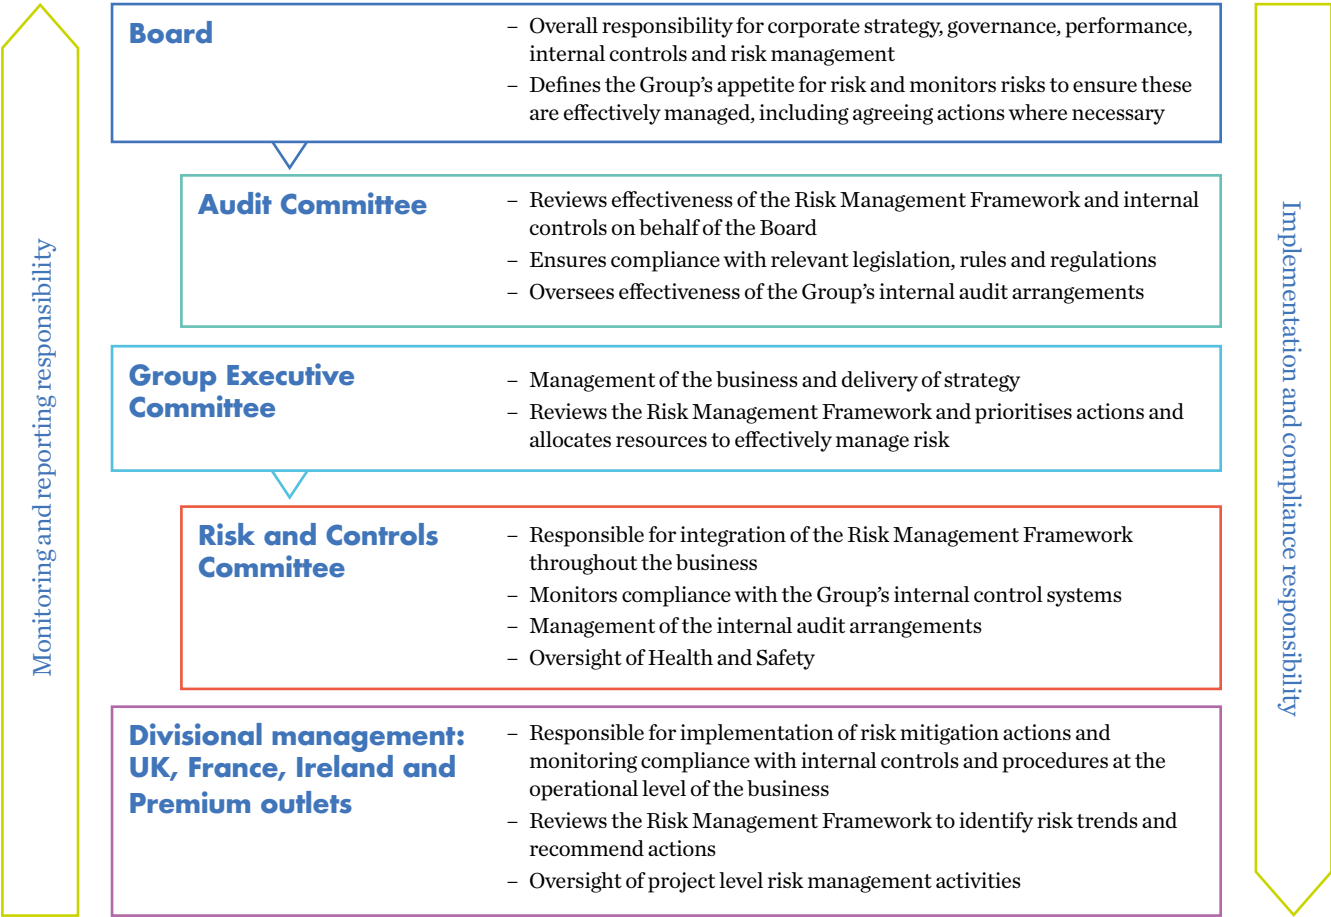 Monitoring and reporting responsibility
Board
– Overall responsibility for corporate strategy, governance, performance,
internal controls and risk management
– Defines the Group’s appetite for risk and monitors risks to ensure these
are effectively managed, including agreeing actions where necessary
Audit Committee
– Reviews effectiveness of the Risk Management Framework and internal
controls on behalf of the Board
– Ensures compliance with relevant legislation, rules and regulations
– Oversees effectiveness of the Group’s internal audit arrangements
Group Executive
Committee
– Management of the business and delivery of strategy
– Reviews the Risk Management Framework and prioritises actions and
allocates resources to effectively manage risk
Risk and Controls
Committee
– Responsible for integration of the Risk Management Framework
throughout the business
– Monitors compliance with the Group’s internal control systems
– Management of the internal audit arrangements
– Oversight of Health and Safety
Divisional management:
UK, France, Ireland and
Premium outlets
– Responsible for implementation of risk mitigation actions and
monitoring compliance with internal controls and procedures at the
operational level of the business
– Reviews the Risk Management Framework to identify risk trends and
recommend actions
– Oversight of project level risk management activities
Implementation and compliance responsibility